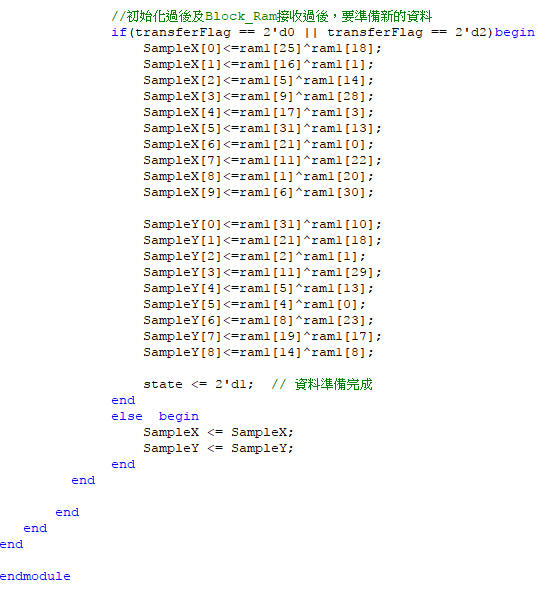 //初始化過後及Block_Ram接收過後，要準備新的資料
if(transferFlag == 2'd0 || transferFlag == 2'd2)begin
SampleX[0]<=ram1[25]^ram1[18];
SampleX[1]<=ram1[16]^ram1[1];
SampleX[2]<=ram1[5]^ram1[14];
SampleX[3]<=ram1[9]^ram1[28];
SampleX[4]<=ram1[17]^ram1[3];
SampleX[5]<=ram1[31]^ram1[13];
SampleX[6]<=ram1[21]^ram1[0];
SampleX[7]<=ram1[11]^ram1[22];
SampleX[8]<=ram1[1]^ram1[20];
SampleX[9]<=ram1[6]^ram1[30];
SampleY[0]<=ram1[31]^ram1[10];
SampleY[1]<=ram1[21]^ram1[18];
SampleY[2]<=ram1[2]^ram1[1];
SampleY[3]<=ram1[11]^ram1[29];
SampleY[4]<=ram1[5]^ram1[13];
SampleY[5]<=ram1[4]^ram1[0];
SampleY[6]<=ram1[8]^ram1[23];
SampleY[7]<=ram1[19]^ram1[17];
SampleY[8]<=ram1[14]^ram1[8];
state <= 2'd1;  // 資料準備完成
end
else  begin
SampleX <= SampleX;
SampleY <= SampleY;
end
end
end
end
end
endmodule